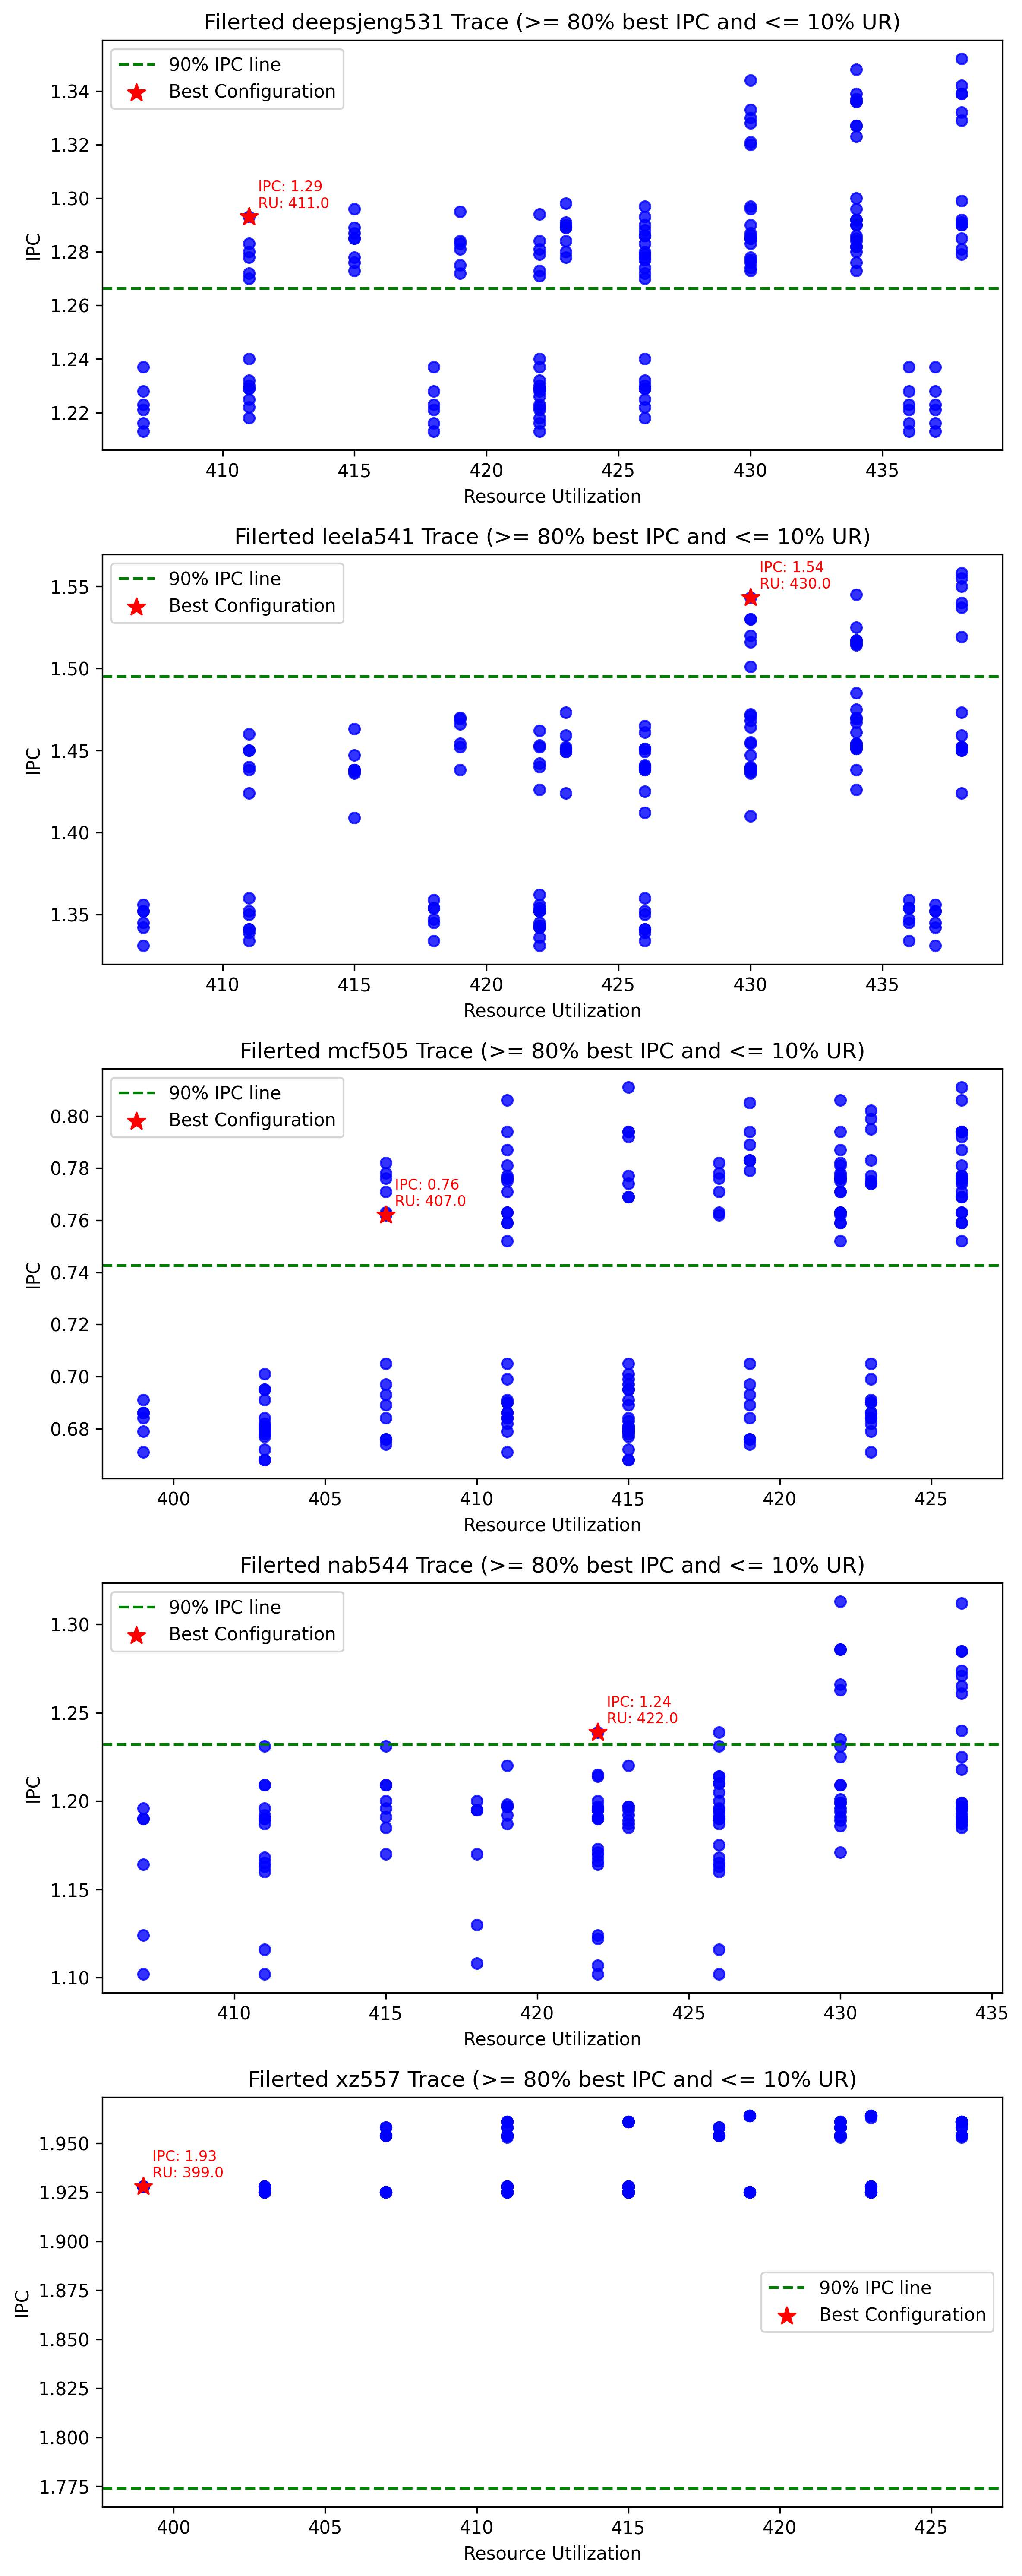 Filerted deepsjeng531 Trace (>= 80% best IPC and <= 10% UR)
90% IPC line
Best Configuration
IPC: 1.29
RU: 411.0
IPC
1.34
1.32
1.30
1.28
1.26
1.24
1.22
410 415 420 425 430 435
Resource Utilization
Filerted leela541 Trace (>= 80% best IPC and <= 10% UR)
90% IPC line
Best Configuration
IPC: 1.54
RU: 430.0
IPC
1.55
1.50
1.45
1.40
1.35
410 415 420 425 430 435
Resource Utilization
Filerted mcf505 Trace (>= 80% best IPC and <= 10% UR)
90% IPC line
Best Configuration
IPC: 0.76
RU: 407.0
IPC
0.80
0.78
0.76
0.74
0.72
0.70
0.68
400 405 410 415 420 425
Resource Utilization
Filerted nab544 Trace (>= 80% best IPC and <= 10% UR)
90% IPC line
Best Configuration
IPC: 1.24
RU: 422.0
IPC
1.30
1.25
1.20
1.15
1.10
410 415 420 425 430 435
Resource Utilization
Filerted xz557 Trace (>= 80% best IPC and <= 10% UR)
IPC: 1.93
RU: 399.0
90% IPC line
Best Configuration
IPC
1.950
1.925
1.900
1.875
1.850
1.825
1.800
1.775
400 405 410 415 420 425
Resource Utilization